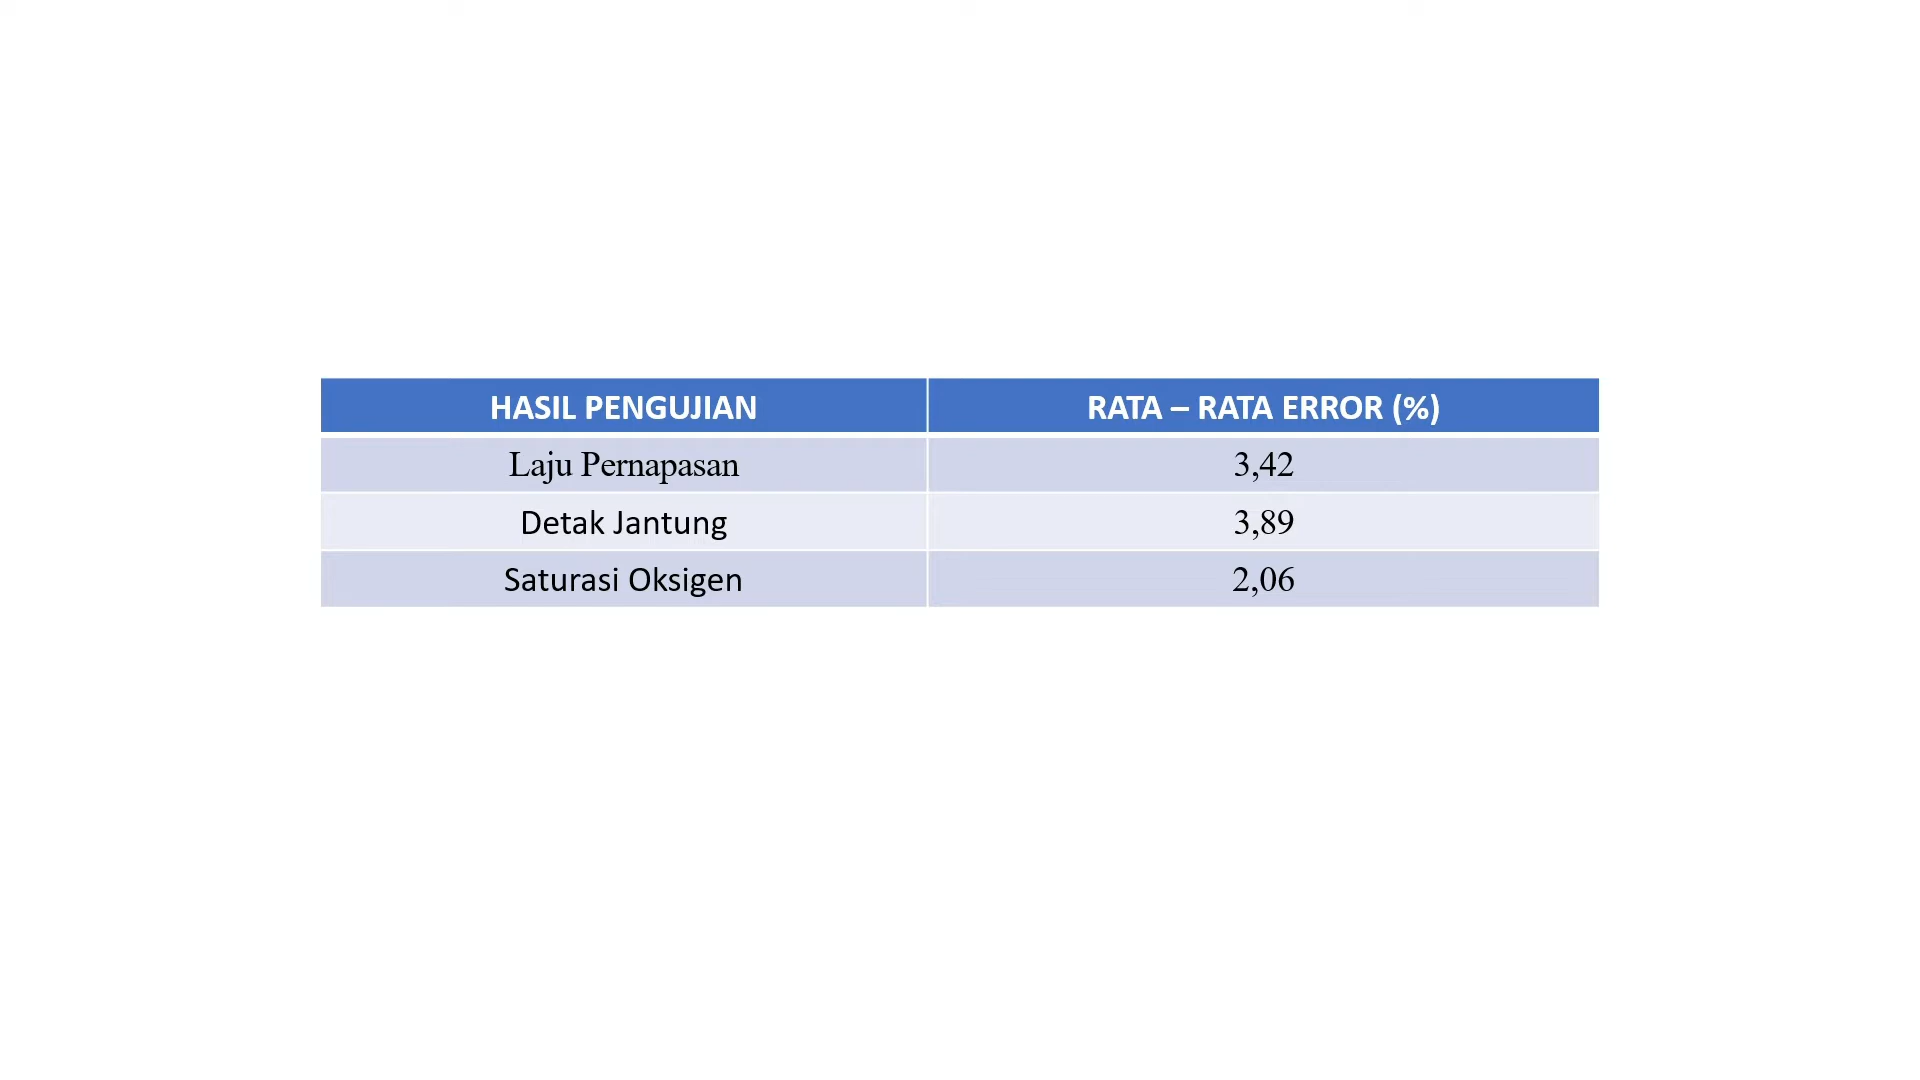 HASIL PENGUJIAN RATA – RATA ERROR (%)
Laju Pernapasan 3,42
Detak Jantung 3,89
Saturasi Oksigen 2,06